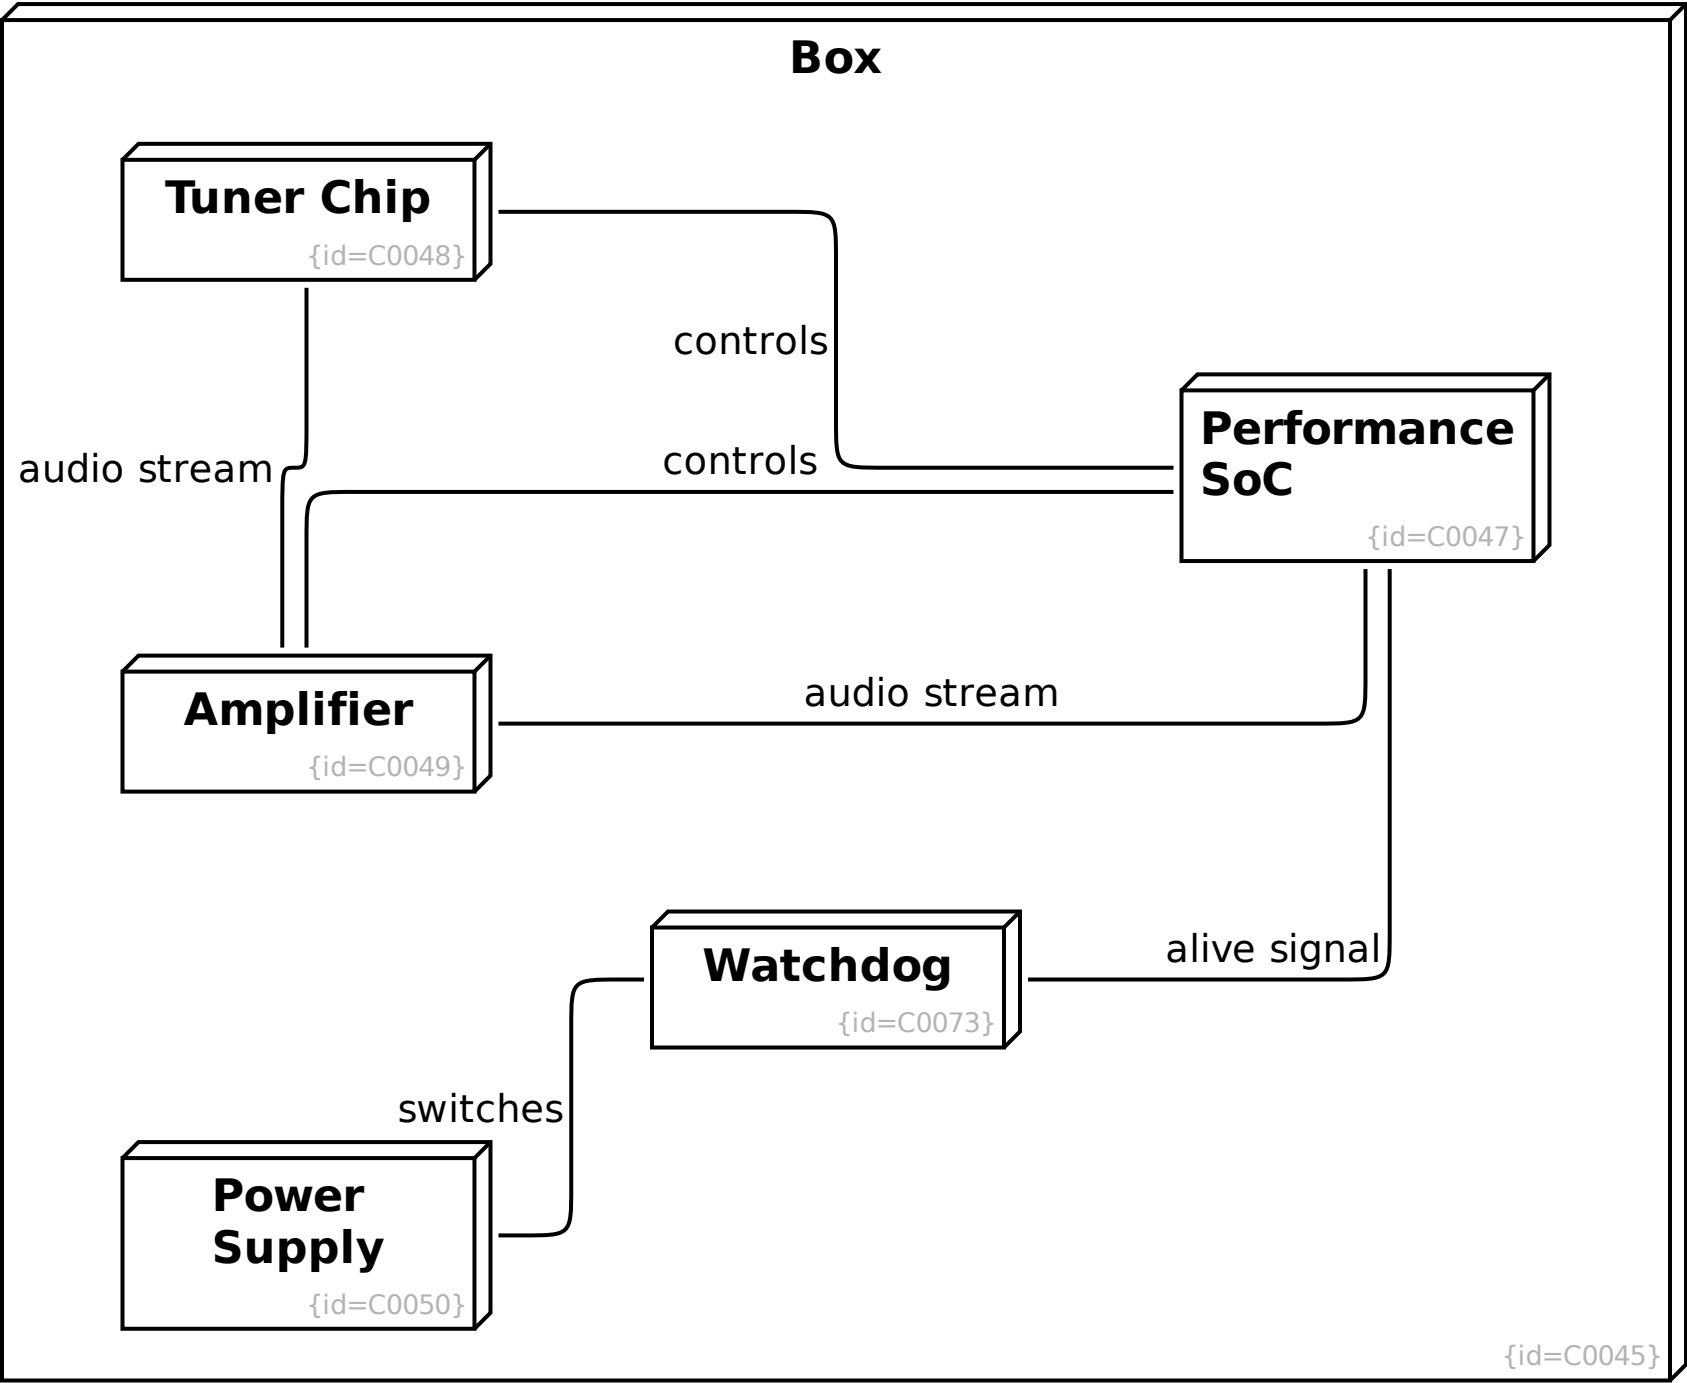 Box
Tuner Chip
{id=C0048}
controls
Performance
SoC
{id=C0047}
controls
audio stream
Amplifier
{id=C0049}
audio stream
Watchdog
{id=C0073}
alive signal
switches
Power
Supply
{id=C0050}
{id=C0045}